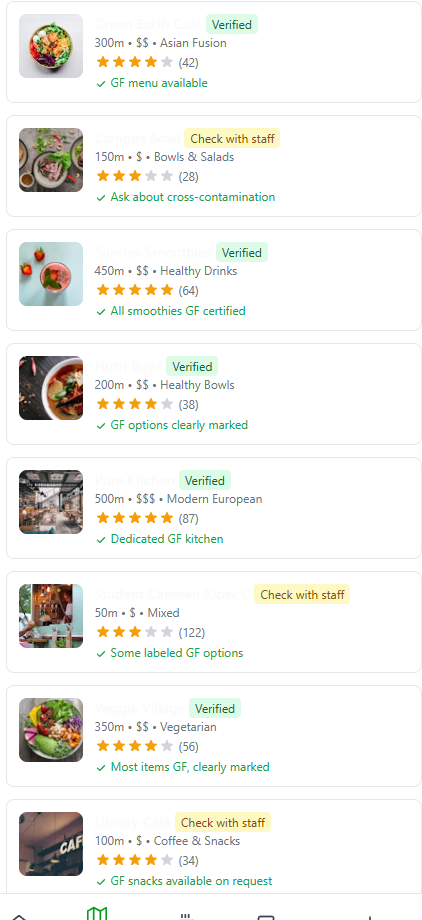 Green Earth Café Verified
300m • $$ • Asian Fusion
(42)
GF menu available
Campus Bowl Check with staff
150m • $ • Bowls & Salads
(28)
Ask about cross-contamination
Sunrise Smoothies Verified
450m • $$ • Healthy Drinks
(64)
All smoothies GF certified
Nutri Bowl Verified
200m • $$ • Healthy Bowls
(38)
GF options clearly marked
Pure Kitchen Verified
500m • $$$ • Modern European
(87)
Dedicated GF kitchen
Student Canteen Kiosk C Check with staff
50m • $ • Mixed
(122)
Some labeled GF options
Veggie Village Verified
350m • $$ • Vegetarian
(56)
Most items GF, clearly marked
Library Café Check with staff
100m • $ • Coffee & Snacks
(34)
GF snacks available on request
CAF